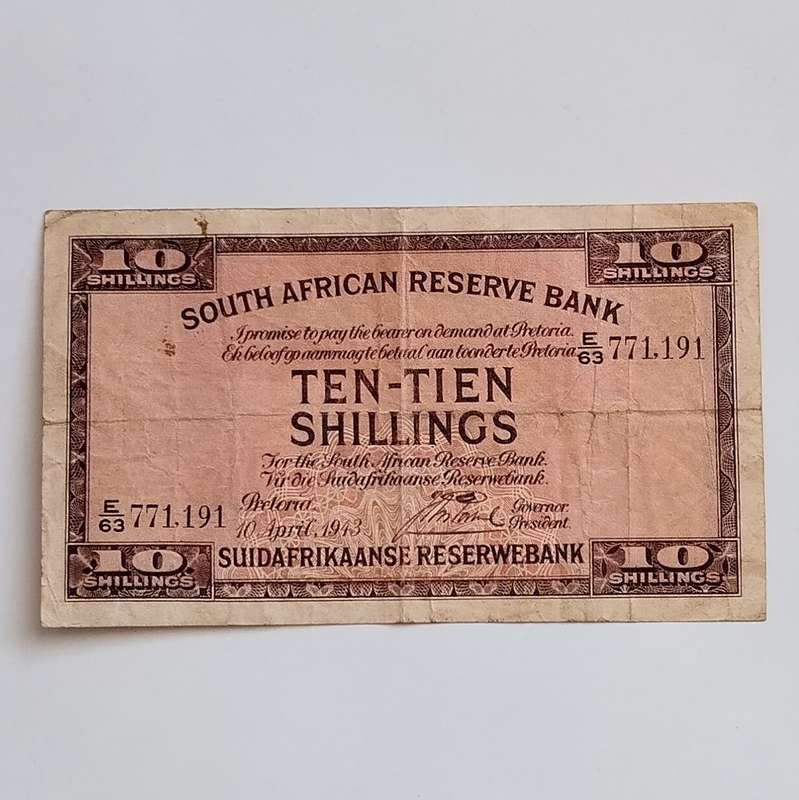 10 10
SHILLINGS SHILLINGS
SOUTH AFRICAN RESERVE BANK
I promise to pay the bearer on demand at Pretoria.
Ek beloof op aanvraag te betaal aan toonder te Pretoria
E/63 771,191
TEN-TIEN
SHILLINGS
For the South African Reserve Bank.
Vir die Suidafrikaanse Reserwebank.
E/63 771,191
Pretoria.
10 April, 1943
Governor.
President.
SUIDAFRIKAANSE RESERWEBANK
10 10
SHILLINGS SHILLINGS